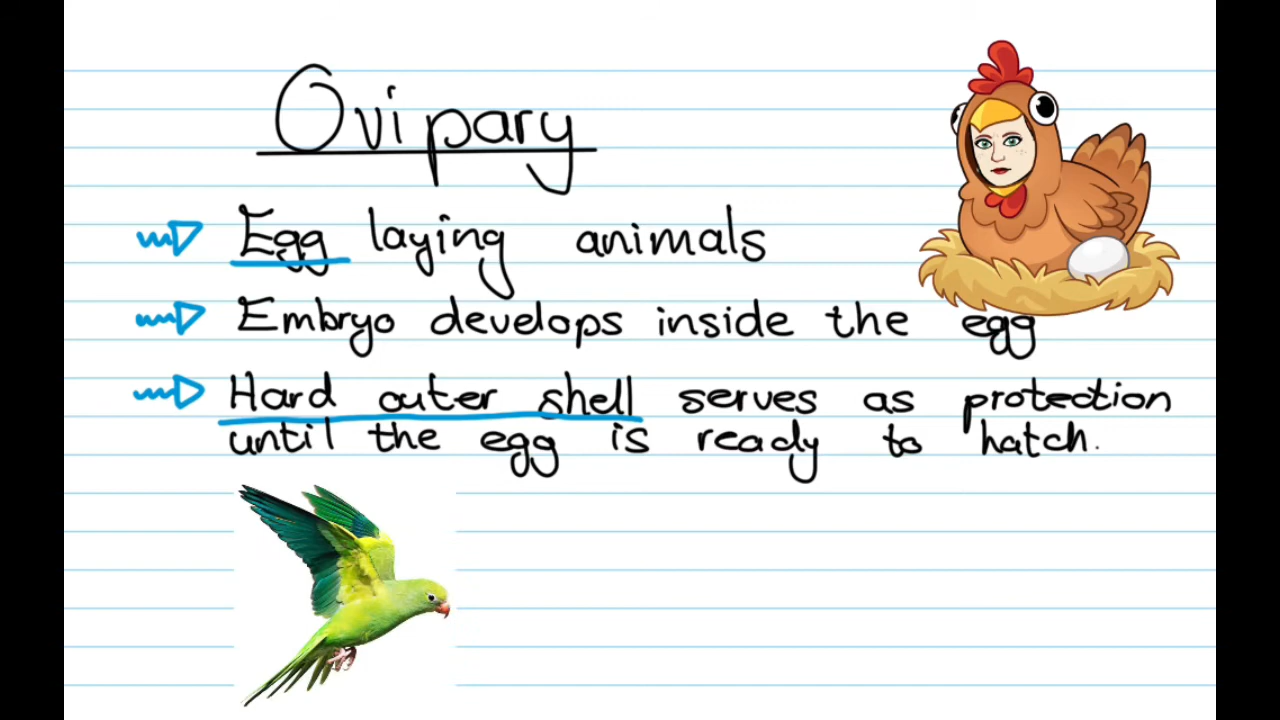 Ovipary
Egg laying animals
Embryo develops inside the egg
Hard outer shell serves as protection
until the egg is ready to hatch.